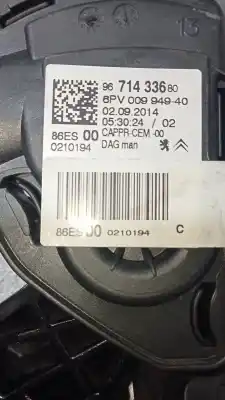 13
96 714 336 80
6PV 009 949-40
02.09.2014
05:30:24 / 02
86ES 00 CAPPR-CEM -00
0210194 DAG man
86ES 00 0210194 C